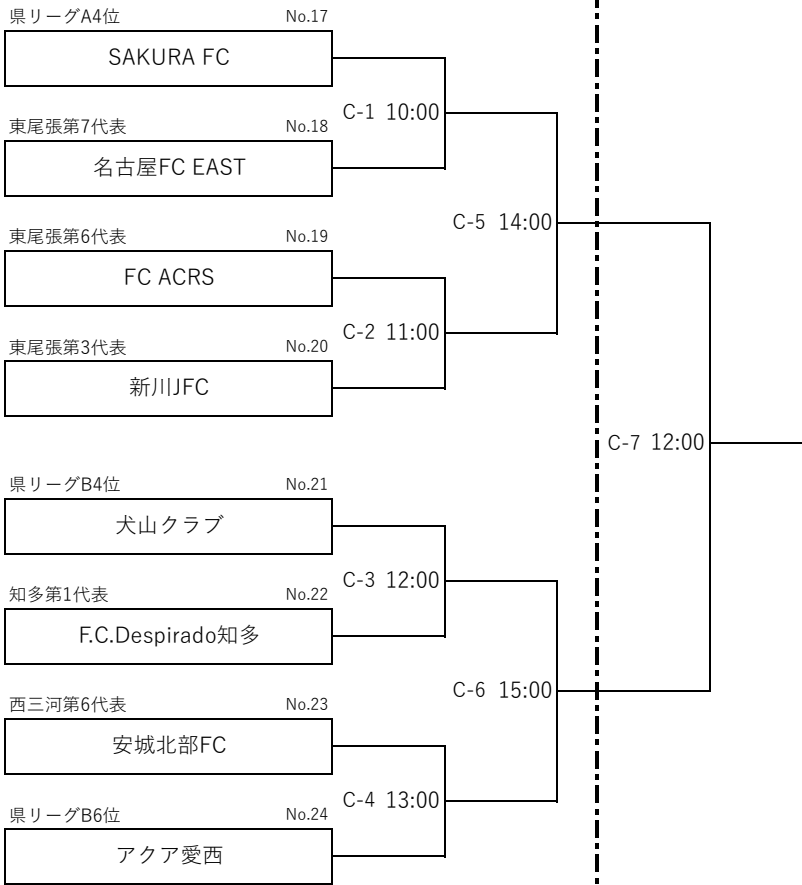 県リーグA4位 No.17
SAKURA FC
C-1 10:00
東尾張第7代表 No.18
名古屋FC EAST
C-5 14:00
東尾張第6代表 No.19
FC ACRS
C-2 11:00
東尾張第3代表 No.20
新川JFC
C-7 12:00
県リーグB4位 No.21
犬山クラブ
C-3 12:00
知多第1代表 No.22
F.C.Despirado知多
C-6 15:00
西三河第6代表 No.23
安城北部FC
C-4 13:00
県リーグB6位 No.24
アクア愛西